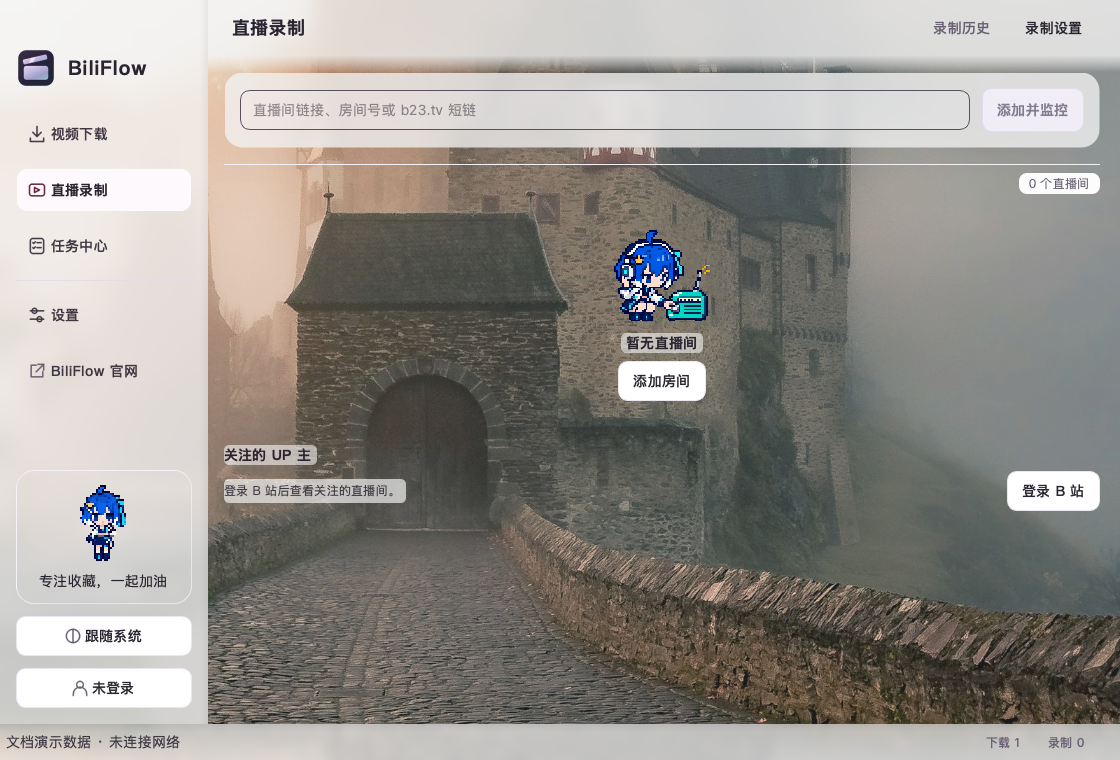 BiliFlow
视频下载
直播录制
任务中心
设置
BiliFlow 官网
专注收藏，一起加油
跟随系统
未登录
直播录制
录制历史
录制设置
直播间链接、房间号或 b23.tv 短链
添加并监控
0 个直播间
暂无直播间
添加房间
关注的 UP 主
登录 B 站后查看关注的直播间。
登录 B 站
文档演示数据 · 未连接网络
下载 1
录制 0